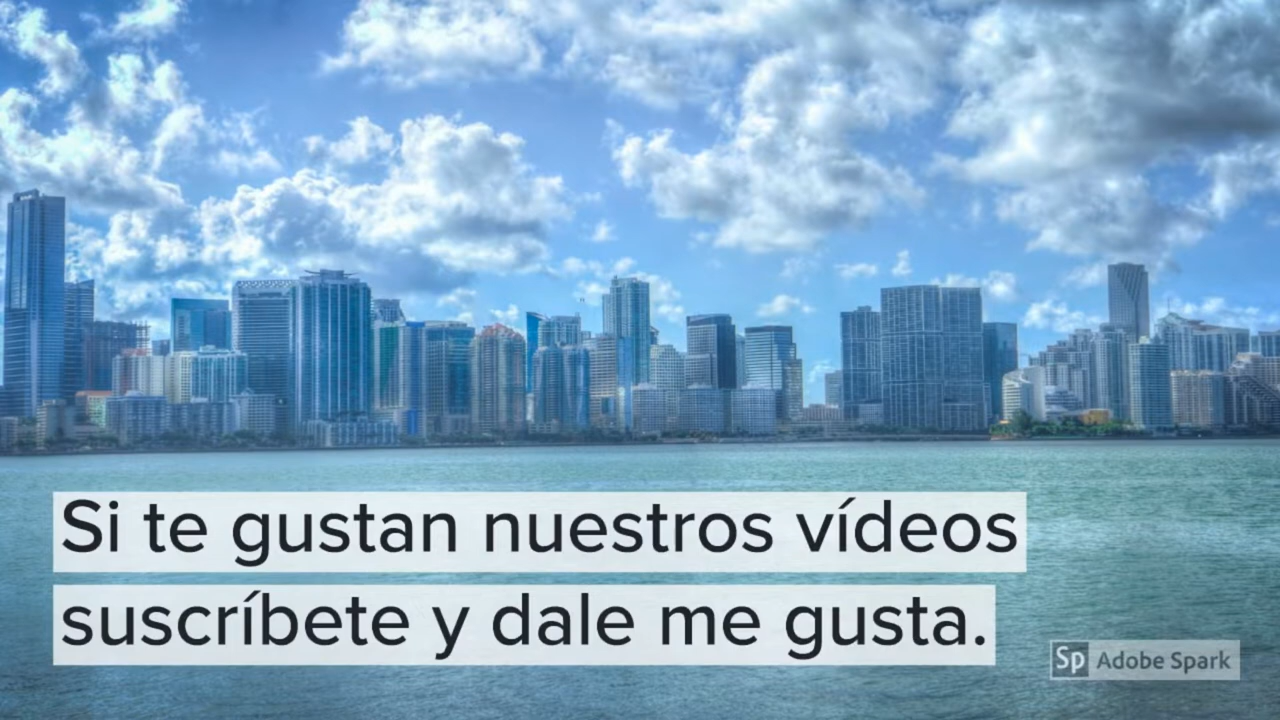 Si te gustan nuestros vídeos
suscríbete y dale me gusta.
Sp Adobe Spark